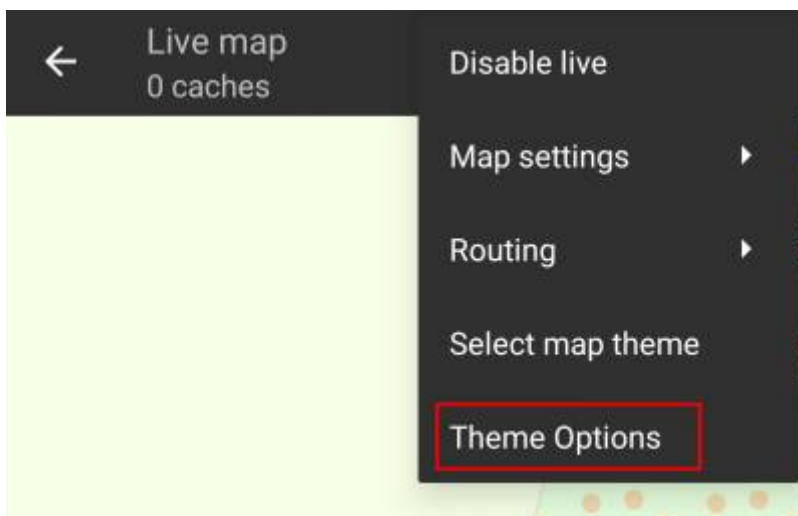 Live map
0 caches
Disable live
Map settings
Routing
Select map theme
Theme Options